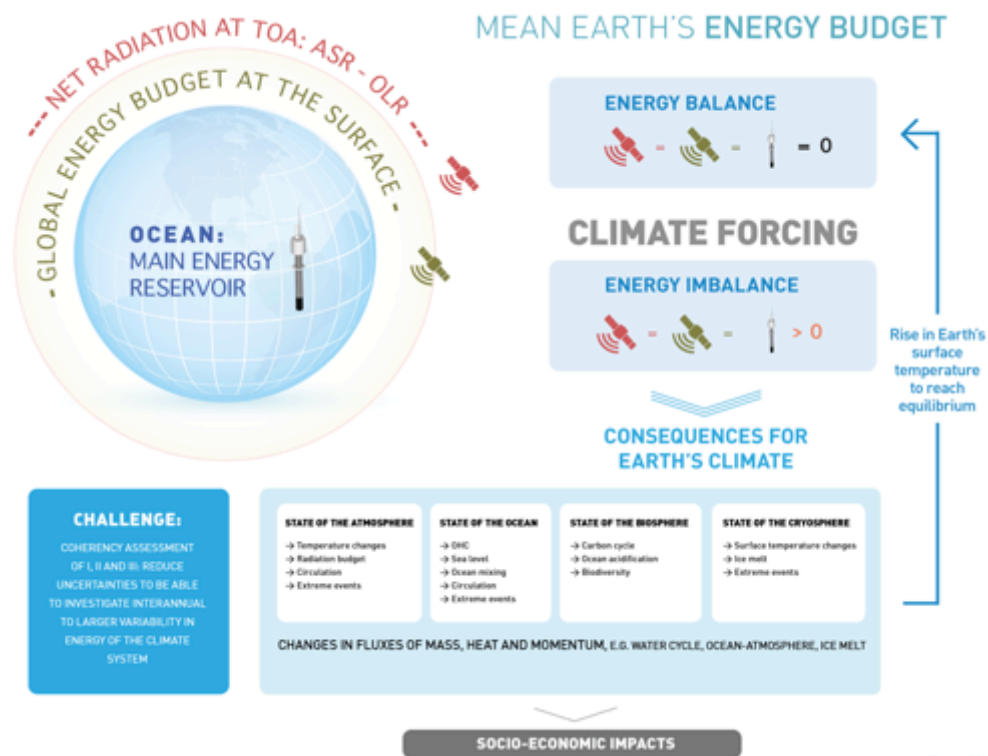 MEAN EARTH'S ENERGY BUDGET
--- NET RADIATION AT TOA: ASR - OLR ---
- GLOBAL ENERGY BUDGET AT THE SURFACE -
OCEAN:
MAIN ENERGY
RESERVOIR
ENERGY BALANCE
- - = 0
CLIMATE FORCING
ENERGY IMBALANCE
= = > 0
Rise in Earth's
surface
temperature
to reach
equilibrium
CONSEQUENCES FOR
EARTH'S CLIMATE
CHALLENGE:
COHERENCY ASSESSMENT
OF I, II AND III: REDUCE
UNCERTAINTIES TO BE ABLE
TO INVESTIGATE INTERANNUAL
TO LARGER VARIABILITY IN
ENERGY OF THE CLIMATE
SYSTEM
STATE OF THE ATMOSPHERE
→ Temperature changes
→ Radiation budget
→ Circulation
→ Extreme events
STATE OF THE OCEAN
→ OHC
→ Sea level
→ Ocean mixing
→ Circulation
→ Extreme events
STATE OF THE BIOSPHERE
→ Carbon cycle
→ Ocean acidification
→ Biodiversity
STATE OF THE CRYOSPHERE
→ Surface temperature changes
→ Ice melt
→ Extreme events
CHANGES IN FLUXES OF MASS, HEAT AND MOMENTUM, E.G. WATER CYCLE, OCEAN-ATMOSPHERE, ICE MELT
SOCIO-ECONOMIC IMPACTS